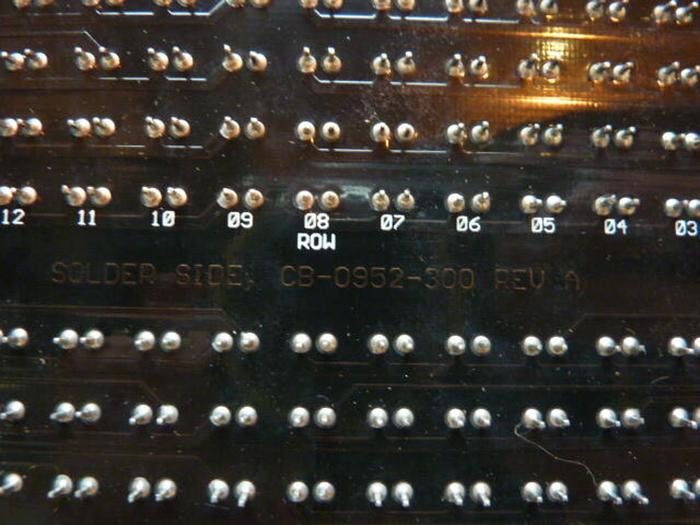 12 11 10 09 08 07 06 05 04 03
ROW
SOLDER SIDE, CB-0952-300 REV A